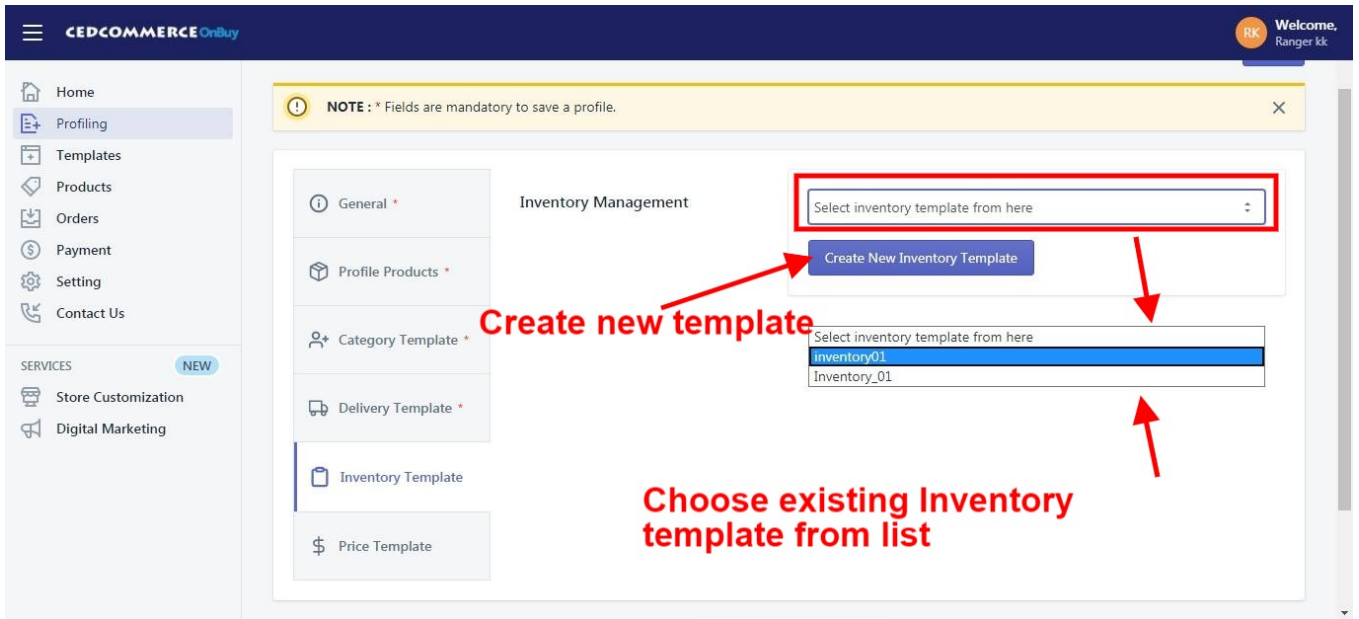 CEDCOMMERCE OnBuy
RK
Welcome,
Ranger kk
Home
Profiling
Templates
Products
Orders
Payment
Setting
Contact Us
SERVICES
NEW
Store Customization
Digital Marketing
NOTE : * Fields are mandatory to save a profile.
General *
Profile Products *
Category Template *
Delivery Template *
Inventory Template
Price Template
Inventory Management
Select inventory template from here
Create New Inventory Template
Create new template
Select inventory template from here
inventory01
Inventory_01
Choose existing Inventory
template from list